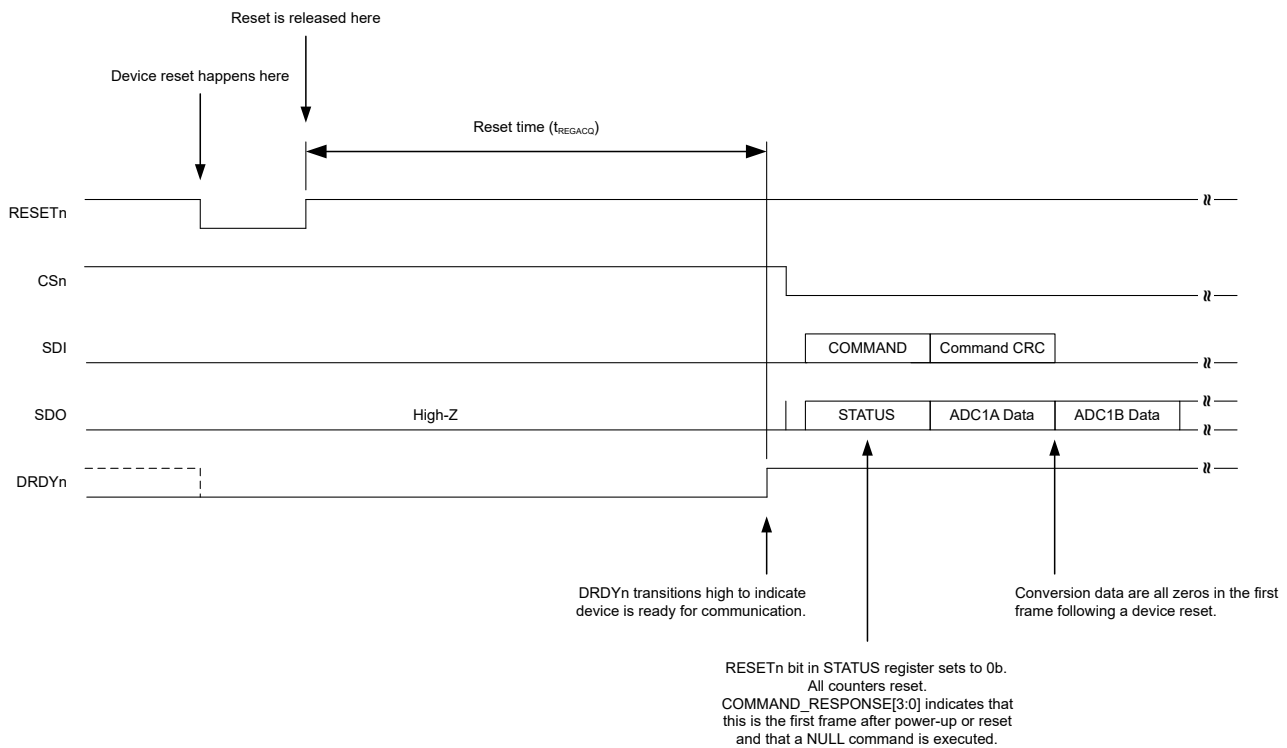 Reset is released here
Device reset happens here
Reset time (tREGACQ)
RESETn
CSn
SDI
COMMAND
Command CRC
SDO
High-Z
STATUS
ADC1A Data
ADC1B Data
DRDYn
DRDYn transitions high to indicate
device is ready for communication.
Conversion data are all zeros in the first
frame following a device reset.
RESETn bit in STATUS register sets to 0b.
All counters reset.
COMMAND_RESPONSE[3:0] indicates that
this is the first frame after power-up or reset
and that a NULL command is executed.